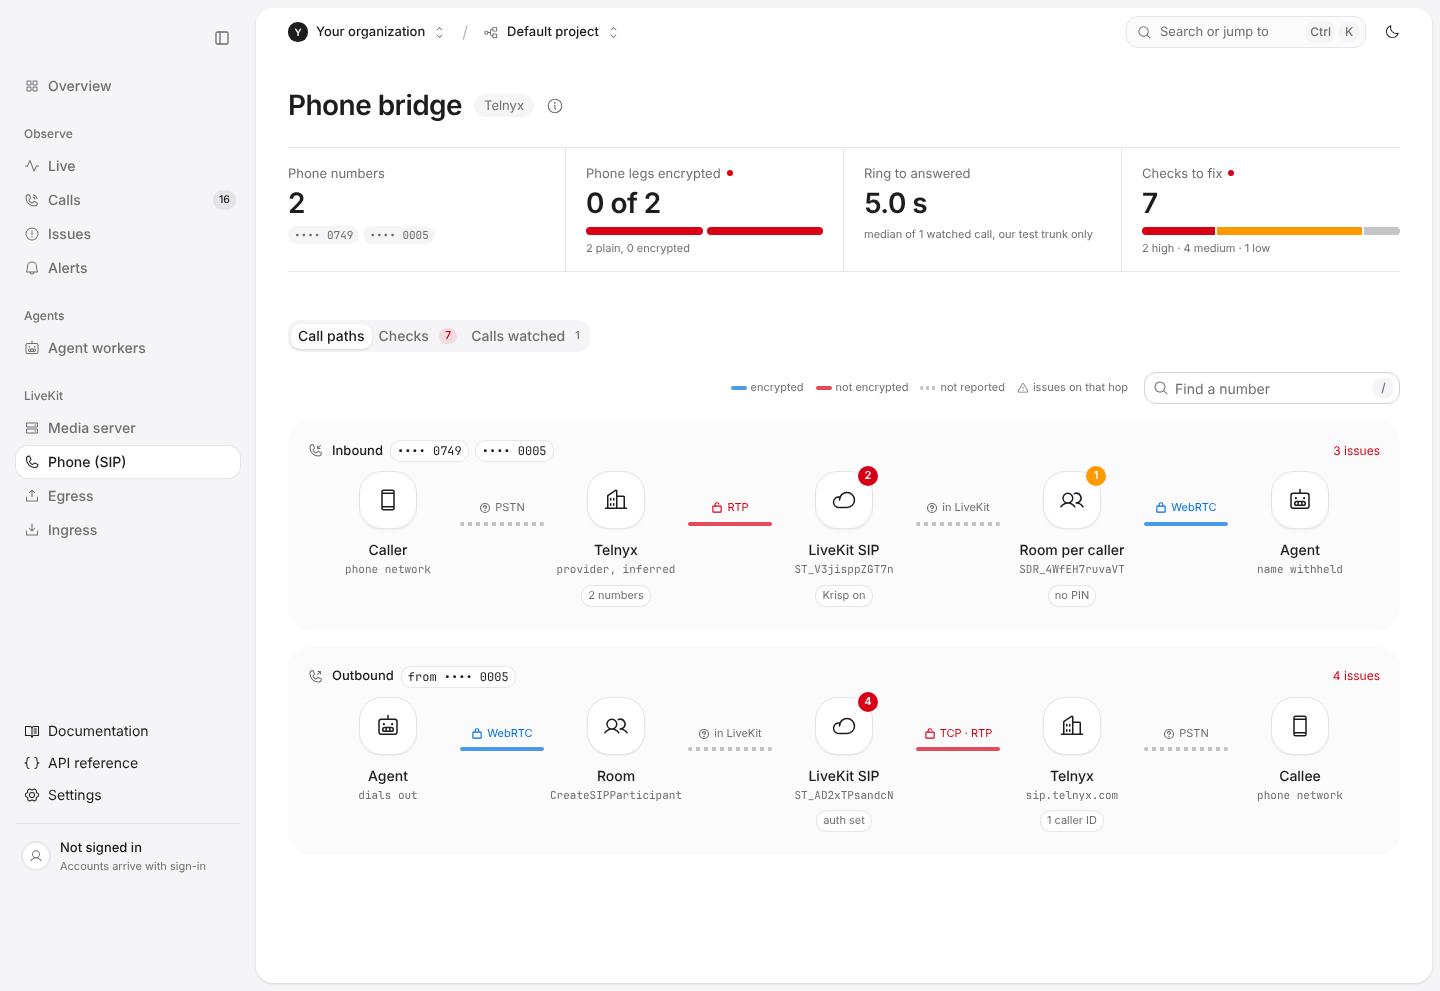 Y Your organization / Default project
Search or jump to Ctrl K
Overview
Observe
Live
Calls 16
Issues
Alerts
Agents
Agent workers
LiveKit
Media server
Phone (SIP)
Egress
Ingress
Documentation
API reference
Settings
Not signed in
Accounts arrive with sign-in
Phone bridge Telnyx
Phone numbers
2
•••• 0749 •••• 0005
Phone legs encrypted
0 of 2
2 plain, 0 encrypted
Ring to answered
5.0 s
median of 1 watched call, our test trunk only
Checks to fix
7
2 high · 4 medium · 1 low
Call paths Checks 7 Calls watched 1
encrypted not encrypted not reported issues on that hop
Find a number /
Inbound •••• 0749 •••• 0005 3 issues
2 1
PSTN RTP in LiveKit WebRTC
Caller Telnyx LiveKit SIP Room per caller Agent
phone network provider, inferred ST_V3jisppZGT7n SDR_4WfEH7ruvaVT name withheld
2 numbers Krisp on no PIN
Outbound from •••• 0005 4 issues
4
WebRTC in LiveKit TCP · RTP PSTN
Agent Room LiveKit SIP Telnyx Callee
dials out CreateSIPParticipant ST_AD2xTPsandcN sip.telnyx.com phone network
auth set 1 caller ID